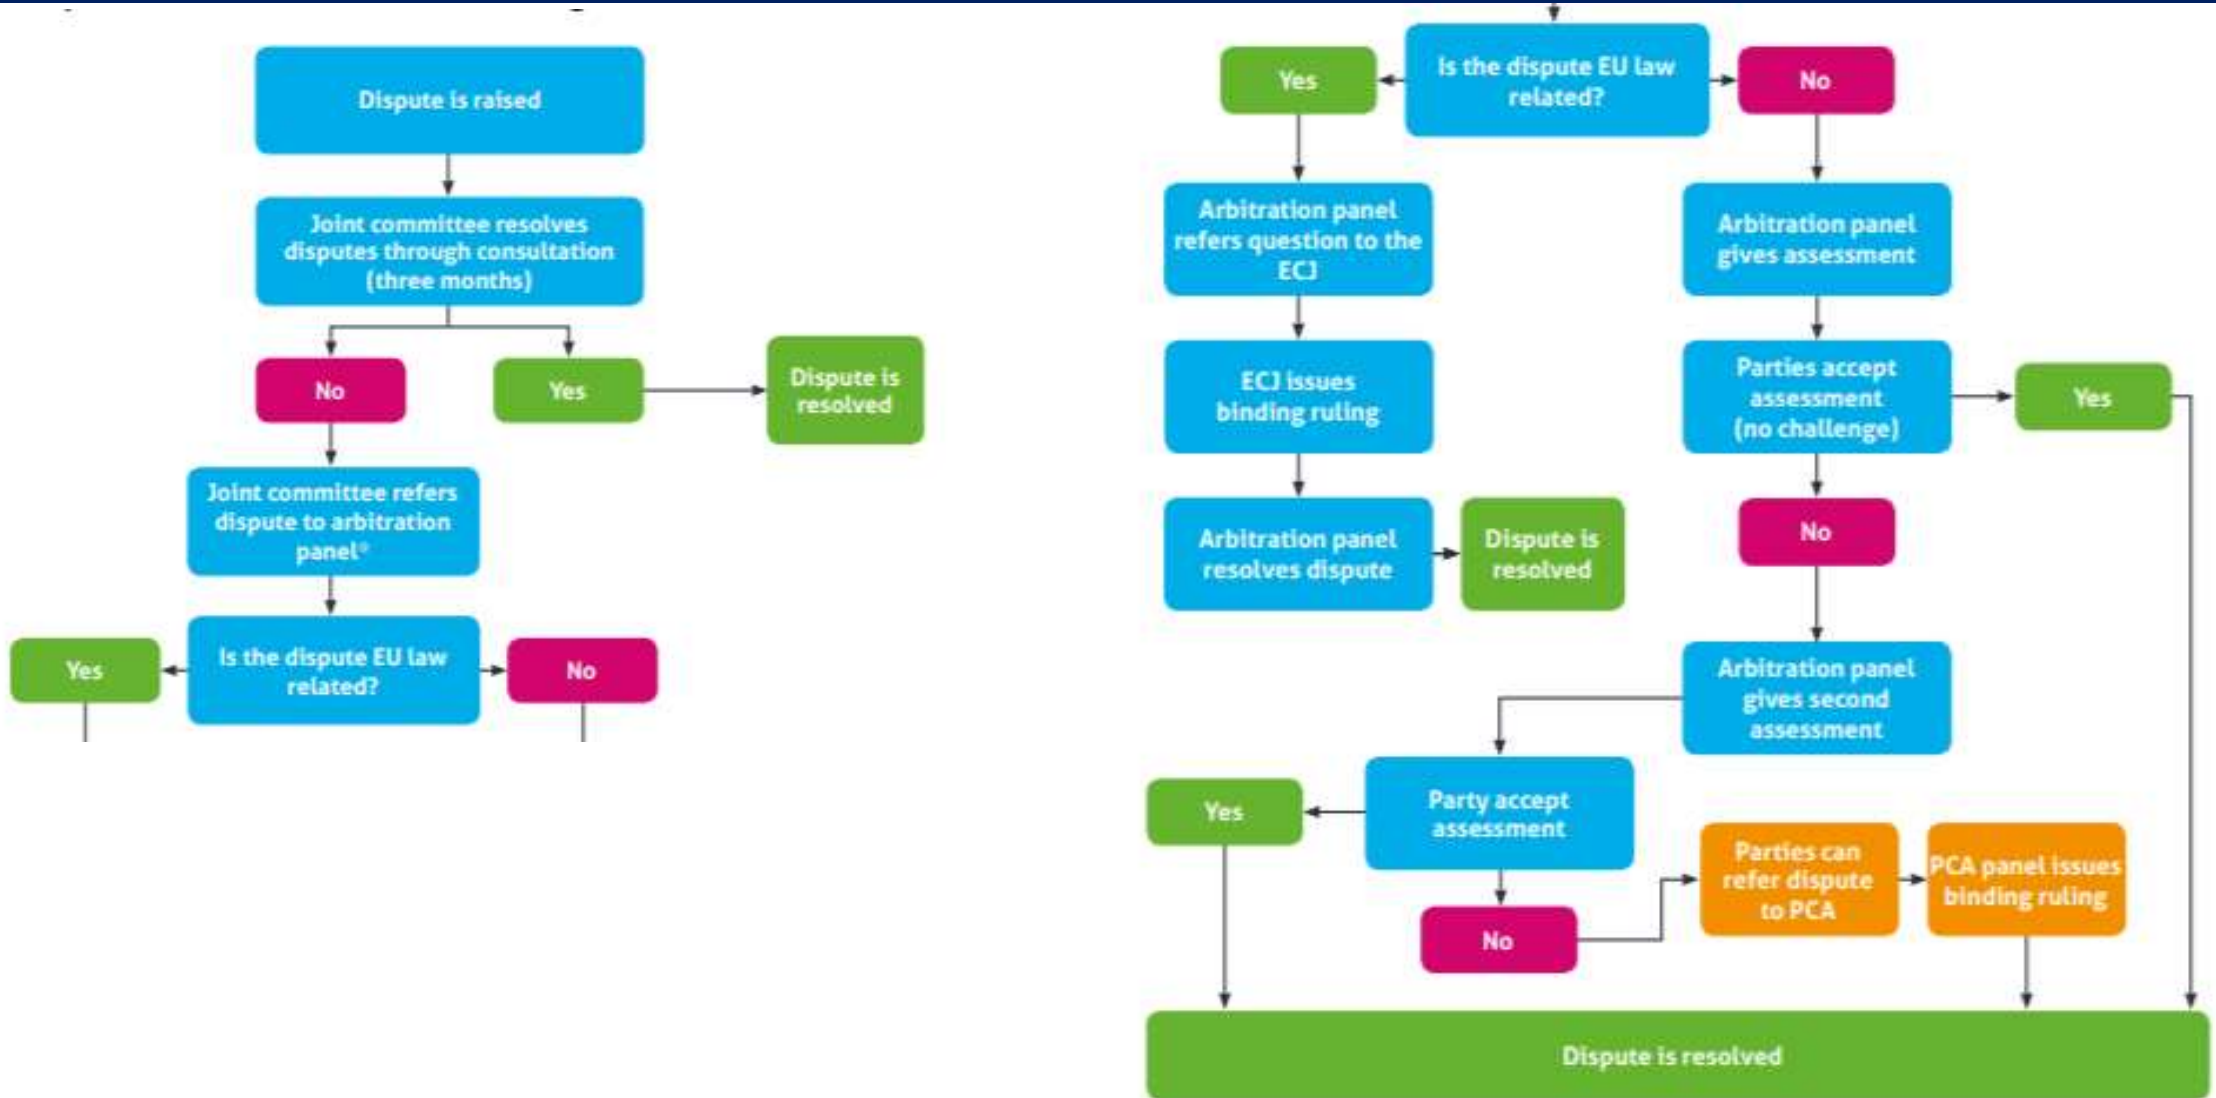 Dispute is raised
Joint committee resolves
disputes through consultation
(three months)
No
Yes
Dispute is
resolved
Joint committee refers
dispute to arbitration
panel*
Yes
Is the dispute EU law
related?
No
Yes
Is the dispute EU law
related?
No
Arbitration panel
refers question to the
ECJ
Arbitration panel
gives assessment
ECJ issues
binding ruling
Parties accept
assessment
(no challenge)
Yes
Arbitration panel
resolves dispute
Dispute is
resolved
No
Arbitration panel
gives second
assessment
Yes
Party accept
assessment
No
Parties can
refer dispute
to PCA
PCA panel issues
binding ruling
Dispute is resolved